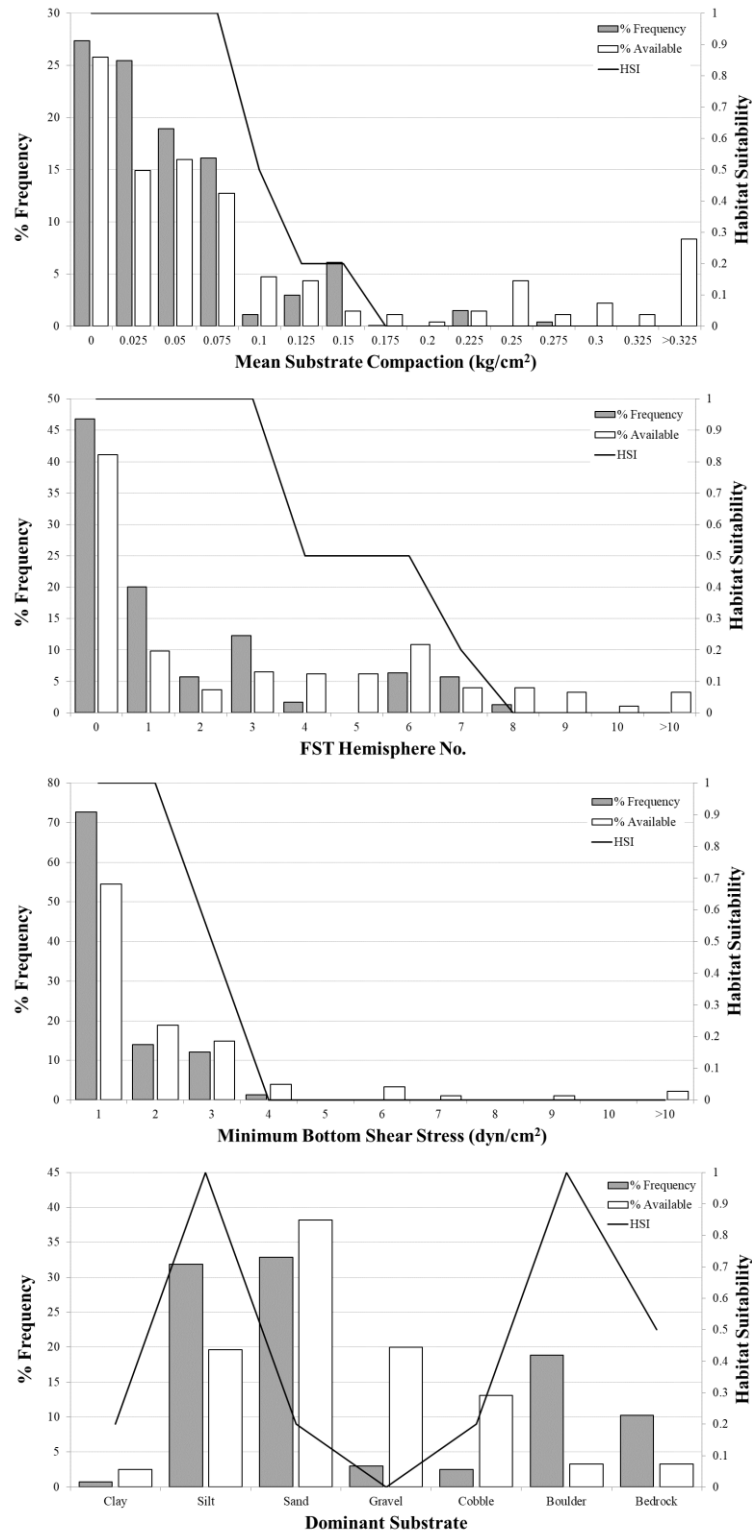 30 1
% Frequency
% Available
HSI
25 0.9
0.8
20 0.7
0.6
15 0.5
0.4
10 0.3
5 0.2
0.1
0 0
% Frequency
Habitat Suitability
0 0.025 0.05 0.075 0.1 0.125 0.15 0.175 0.2 0.225 0.25 0.275 0.3 0.325 >0.325
Mean Substrate Compaction (kg/cm²)
50 1
% Frequency
% Available
HSI
45 0.9
40 0.8
35 0.7
30 0.6
25 0.5
20 0.4
15 0.3
10 0.2
5 0.1
0 0
% Frequency
Habitat Suitability
0 1 2 3 4 5 6 7 8 9 10 >10
FST Hemisphere No.
80 1
% Frequency
% Available
HSI
70 0.9
60 0.8
0.7
50 0.6
40 0.5
30 0.4
0.3
20 0.2
10 0.1
0 0
% Frequency
Habitat Suitability
1 2 3 4 5 6 7 9 10 >10
Minimum Bottom Shear Stress (dyn/cm²)
45 1
% Frequency
% Available
HSI
40 0.9
35 0.8
30 0.7
0.6
25 0.5
20 0.4
15 0.3
10 0.2
5 0.1
0 0
% Frequency
Habitat Suitability
Clay Silt Sand Gravel Cobble Boulder Bedrock
Dominant Substrate